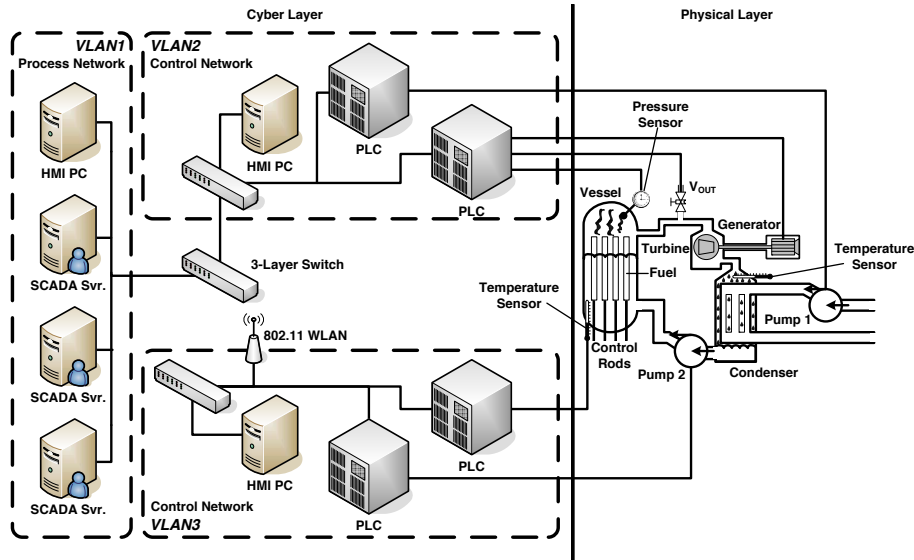 Cyber Layer
Physical Layer
VLAN1
Process Network
HMI PC
SCADA Svr.
SCADA Svr.
SCADA Svr.
VLAN2
Control Network
HMI PC
PLC
PLC
3-Layer Switch
802.11 WLAN
HMI PC
PLC
PLC
Control Network
VLAN3
Pressure
Sensor
Vessel
VOUT
Generator
Turbine
Temperature
Sensor
Fuel
Temperature
Sensor
Pump 1
Control
Rods
Pump 2
Condenser